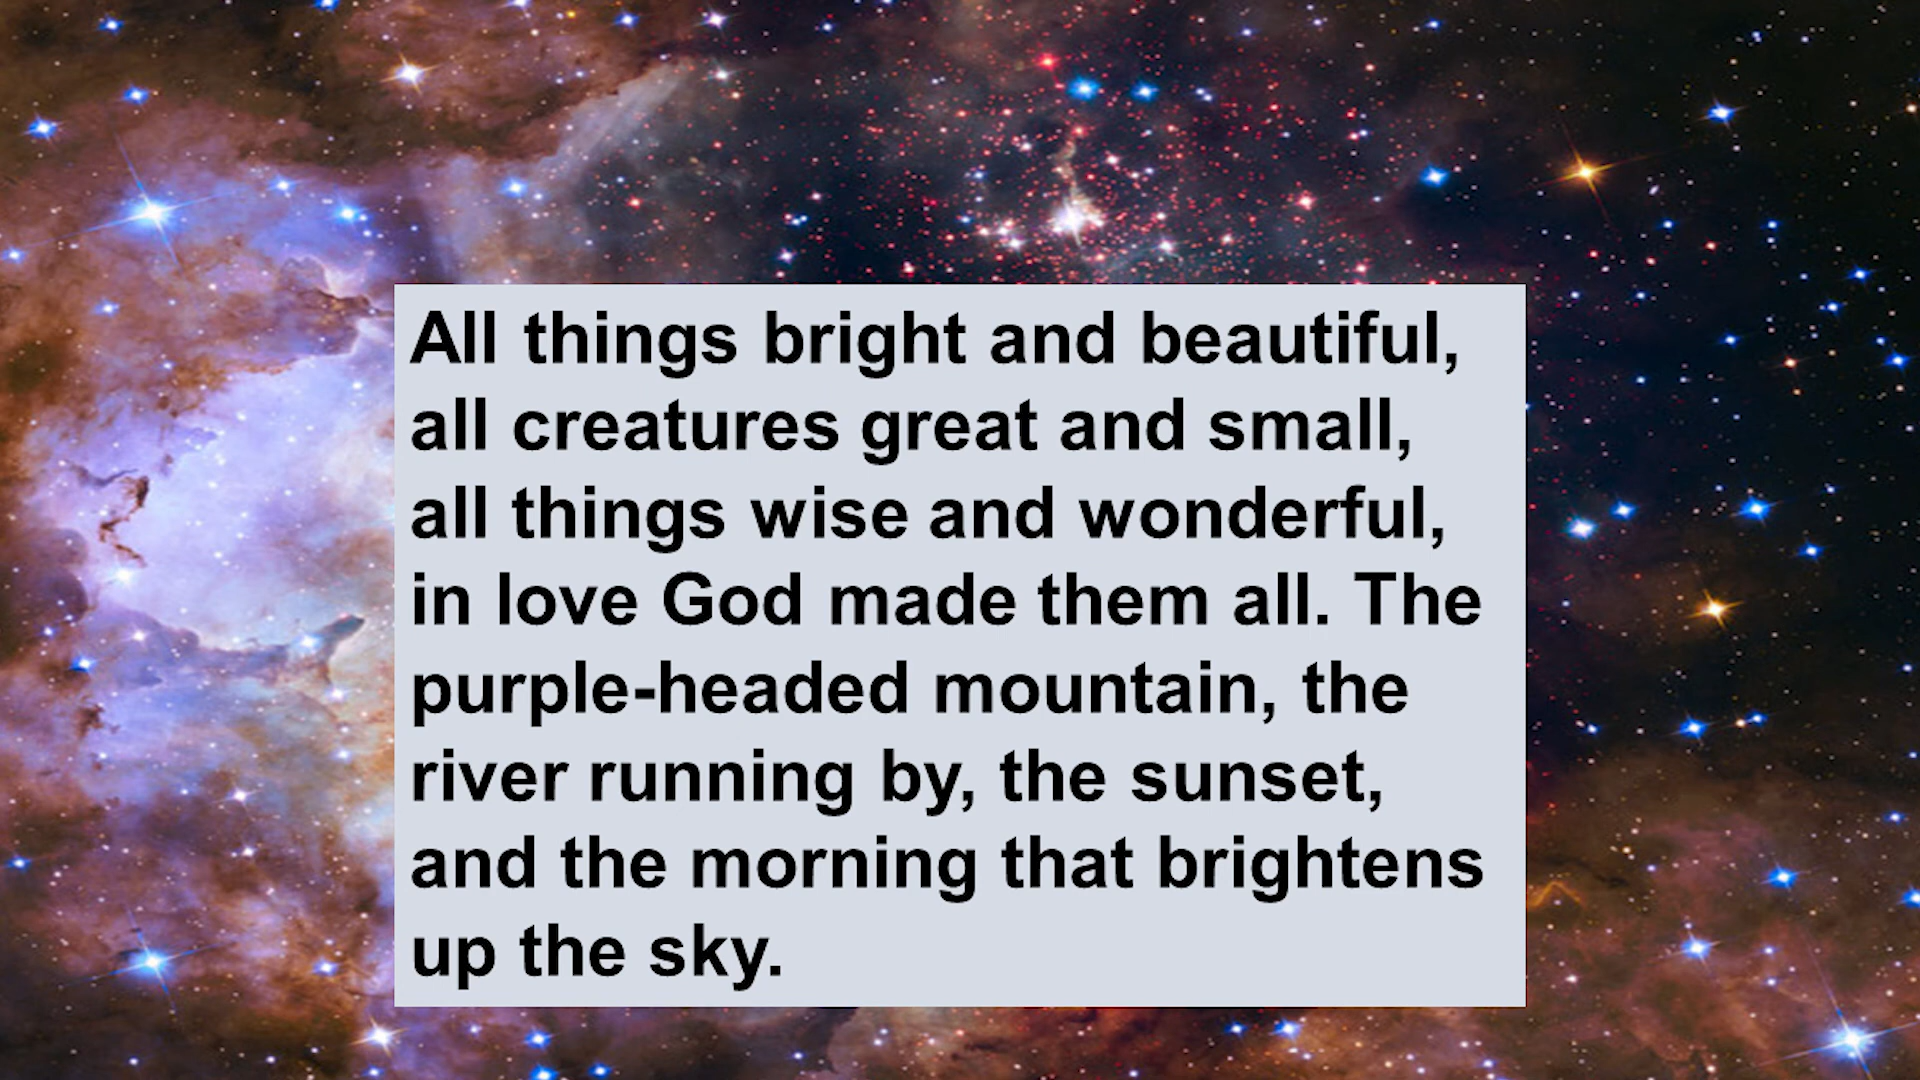 All things bright and beautiful,
all creatures great and small,
all things wise and wonderful,
in love God made them all. The
purple-headed mountain, the
river running by, the sunset,
and the morning that brightens
up the sky.